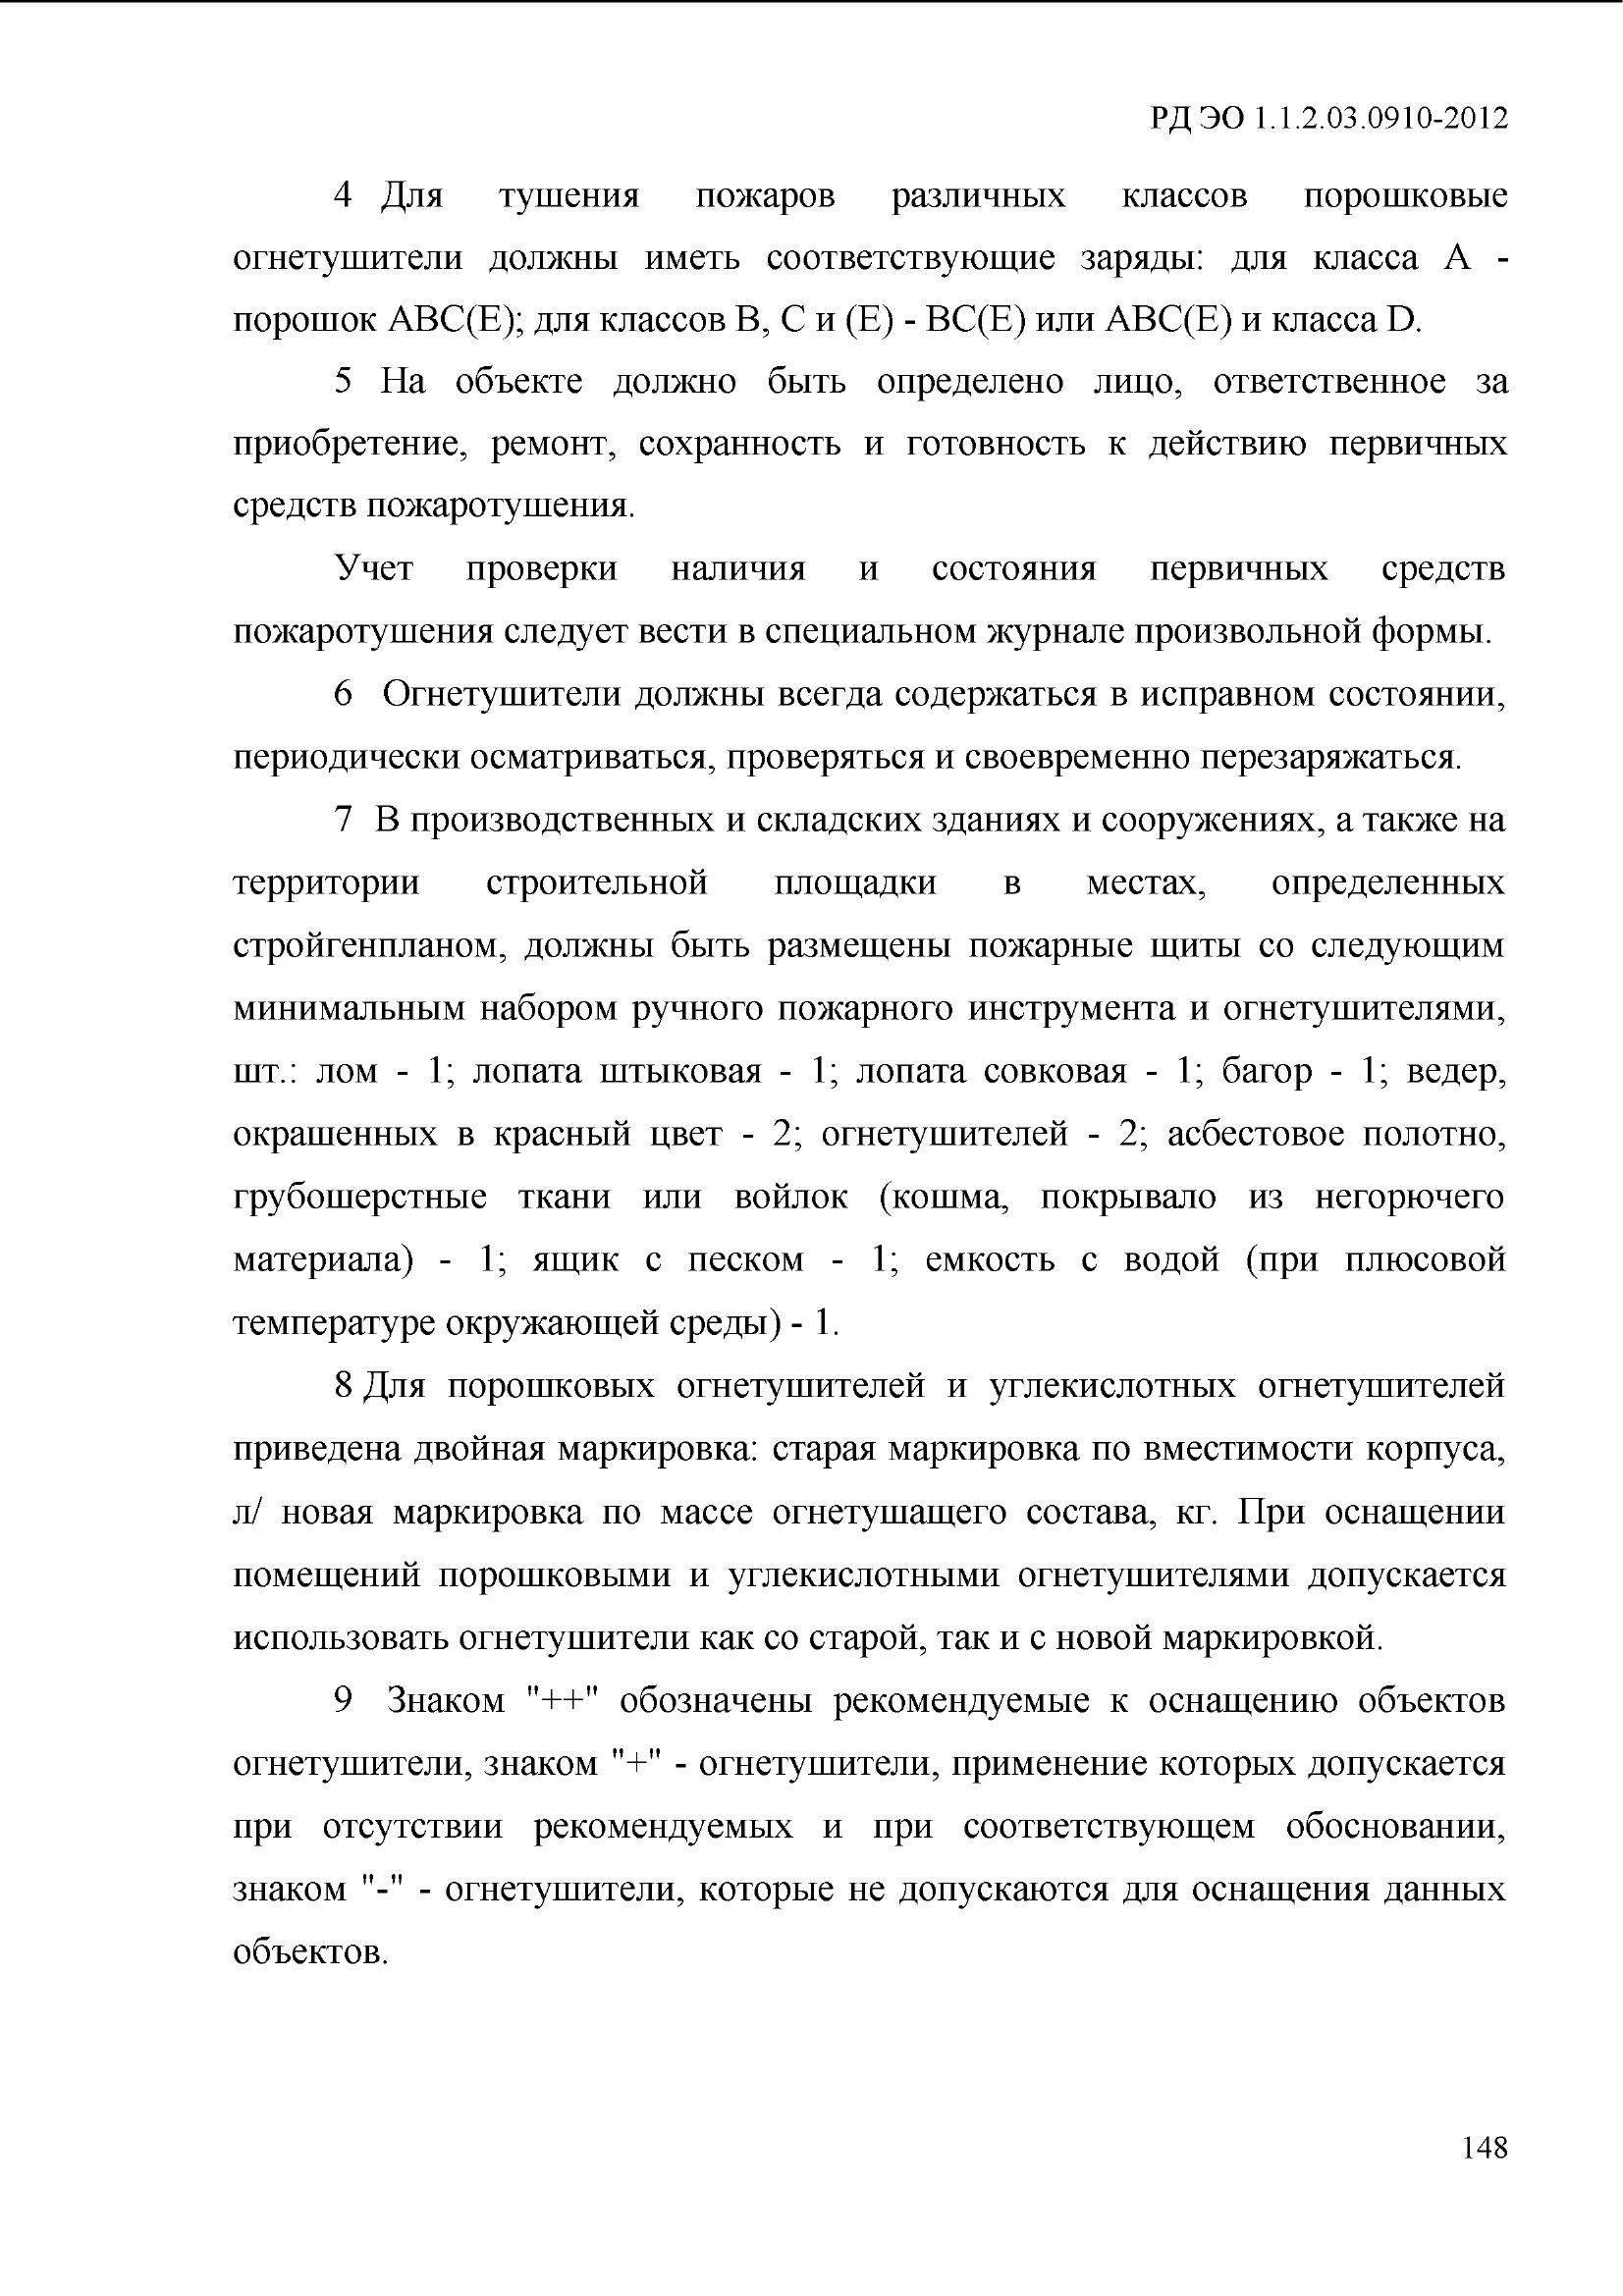 РД ЭО 1.1.2.03.0910-2012
4 Для тушения пожаров различных классов порошковые
огнетушители должны иметь соответствующие заряды: для класса А -
порошок АВС(Е); для классов В, С и (Е) - ВС(Е) или АВС(Е) и класса D.
5 На объекте должно быть определено лицо, ответственное за
приобретение, ремонт, сохранность и готовность к действию первичных
средств пожаротушения.
Учет проверки наличия и состояния первичных средств
пожаротушения следует вести в специальном журнале произвольной формы.
6 Огнетушители должны всегда содержаться в исправном состоянии,
периодически осматриваться, проверяться и своевременно перезаряжаться.
7 В производственных и складских зданиях и сооружениях, а также на
территории строительной площадки в местах, определенных
стройгенпланом, должны быть размещены пожарные щиты со следующим
минимальным набором ручного пожарного инструмента и огнетушителями,
шт.: лом - 1; лопата штыковая - 1; лопата совковая - 1; багор - 1; ведер,
окрашенных в красный цвет - 2; огнетушителей - 2; асбестовое полотно,
грубошерстные ткани или войлок (кошма, покрывало из негорючего
материала) - 1; ящик с песком - 1; емкость с водой (при плюсовой
температуре окружающей среды) - 1.
8 Для порошковых огнетушителей и углекислотных огнетушителей
приведена двойная маркировка: старая маркировка по вместимости корпуса,
л/ новая маркировка по массе огнетушащего состава, кг. При оснащении
помещений порошковыми и углекислотными огнетушителями допускается
использовать огнетушители как со старой, так и с новой маркировкой.
9 Знаком "++" обозначены рекомендуемые к оснащению объектов
огнетушители, знаком "+" - огнетушители, применение которых допускается
при отсутствии рекомендуемых и при соответствующем обосновании,
знаком "-" - огнетушители, которые не допускаются для оснащения данных
объектов.
148